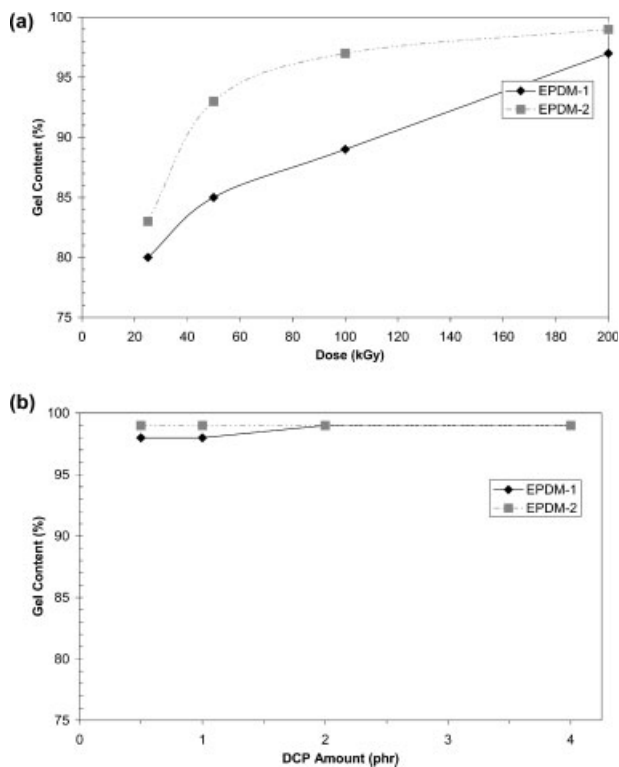 (a)
100
95
90
85
80
75
Gel Content (%)
0 20 40 60 80 100 120 140 160 180 200
Dose (kGy)
EPDM-1
EPDM-2
(b)
100
95
90
85
80
75
Gel Content (%)
0 1 2 3 4
DCP Amount (phr)
EPDM-1
EPDM-2